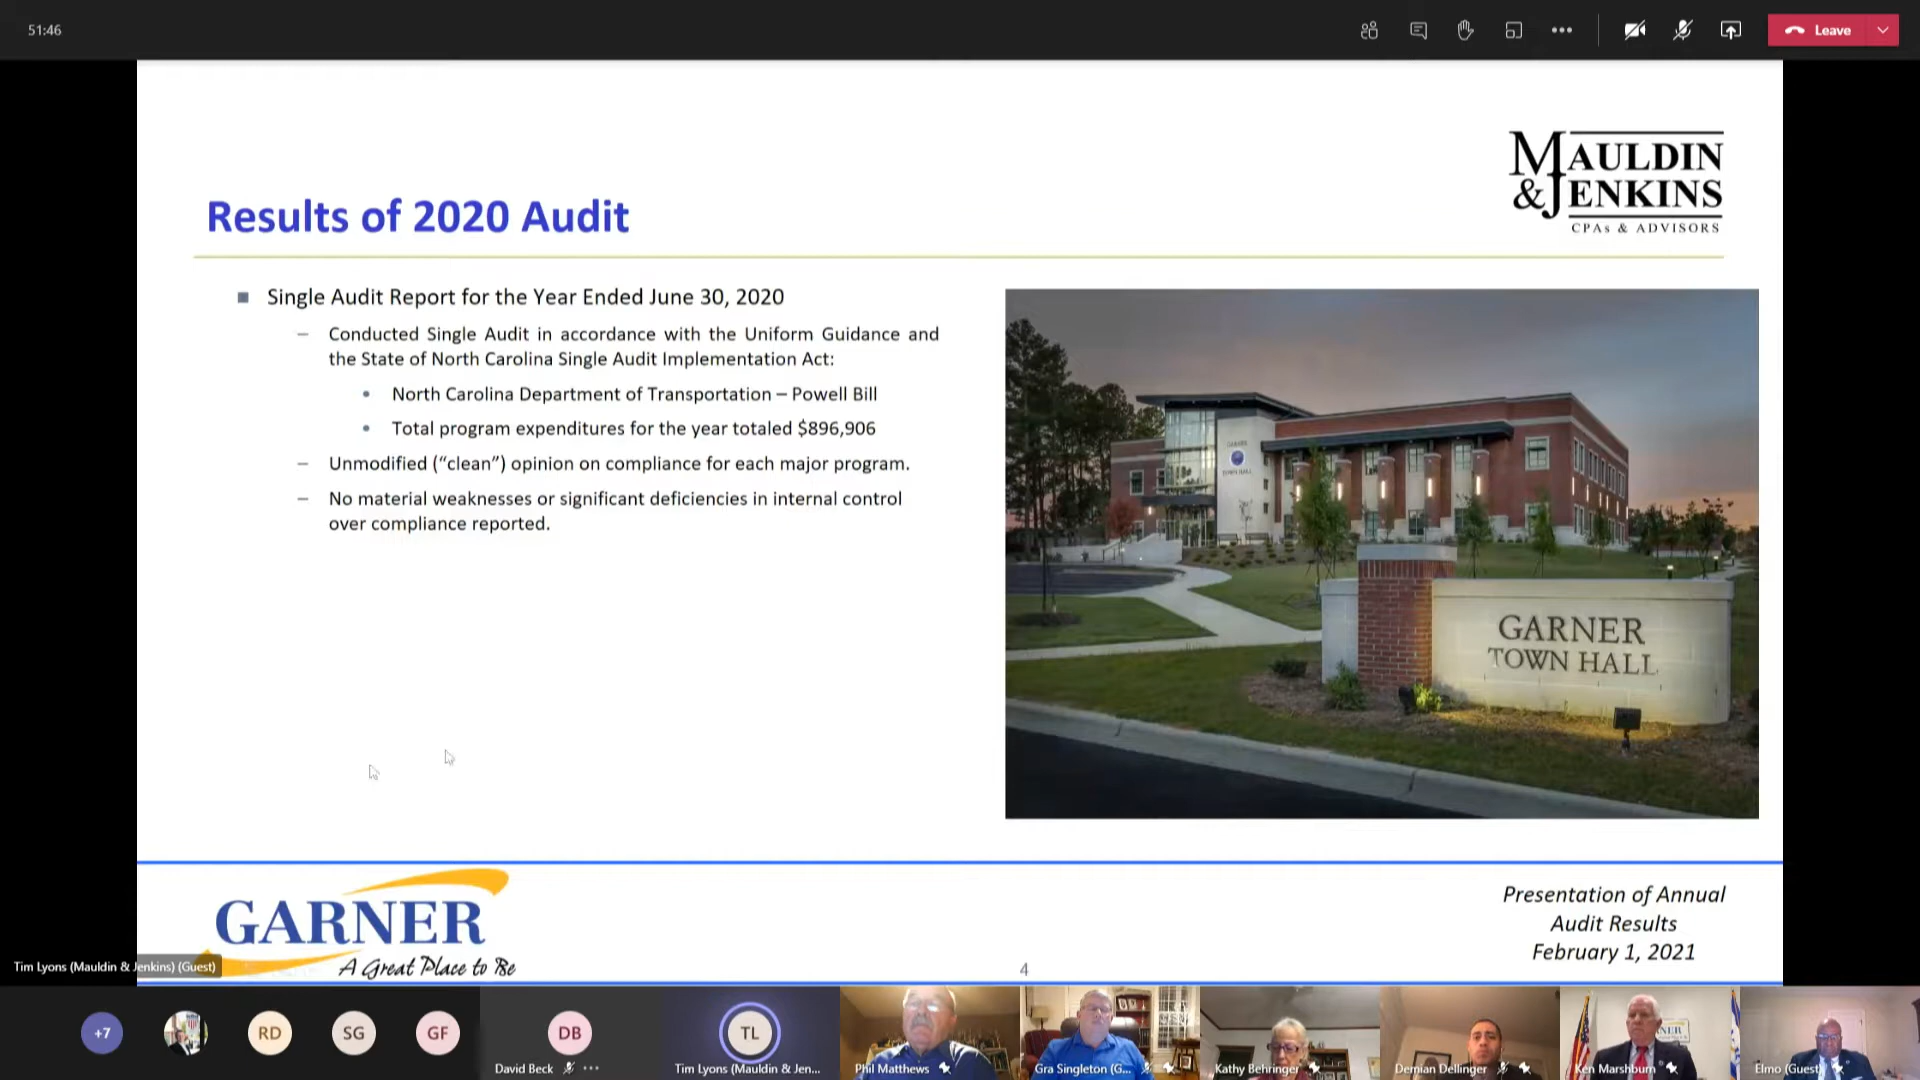 51:46
Leave
MAULDIN
& JENKINS
CPAs & ADVISORS
Results of 2020 Audit
Single Audit Report for the Year Ended June 30, 2020
– Conducted Single Audit in accordance with the Uniform Guidance and
the State of North Carolina Single Audit Implementation Act:
• North Carolina Department of Transportation – Powell Bill
• Total program expenditures for the year totaled $896,906
– Unmodified (“clean”) opinion on compliance for each major program.
– No material weaknesses or significant deficiencies in internal control
over compliance reported.
GARNER
TOWN HALL
GARNER
TOWN HALL
GARNER
A Great Place to Be
4
Presentation of Annual
Audit Results
February 1, 2021
Tim Lyons (Mauldin & Jenkins) (Guest)
+7
RD
SG
GF
DB
David Beck
TL
Tim Lyons (Mauldin & Jen...
Phil Matthews
Gra Singleton (G...
Kathy Behringer
Demian Dellinger
Ken Marshburn
Elmo (Guest)